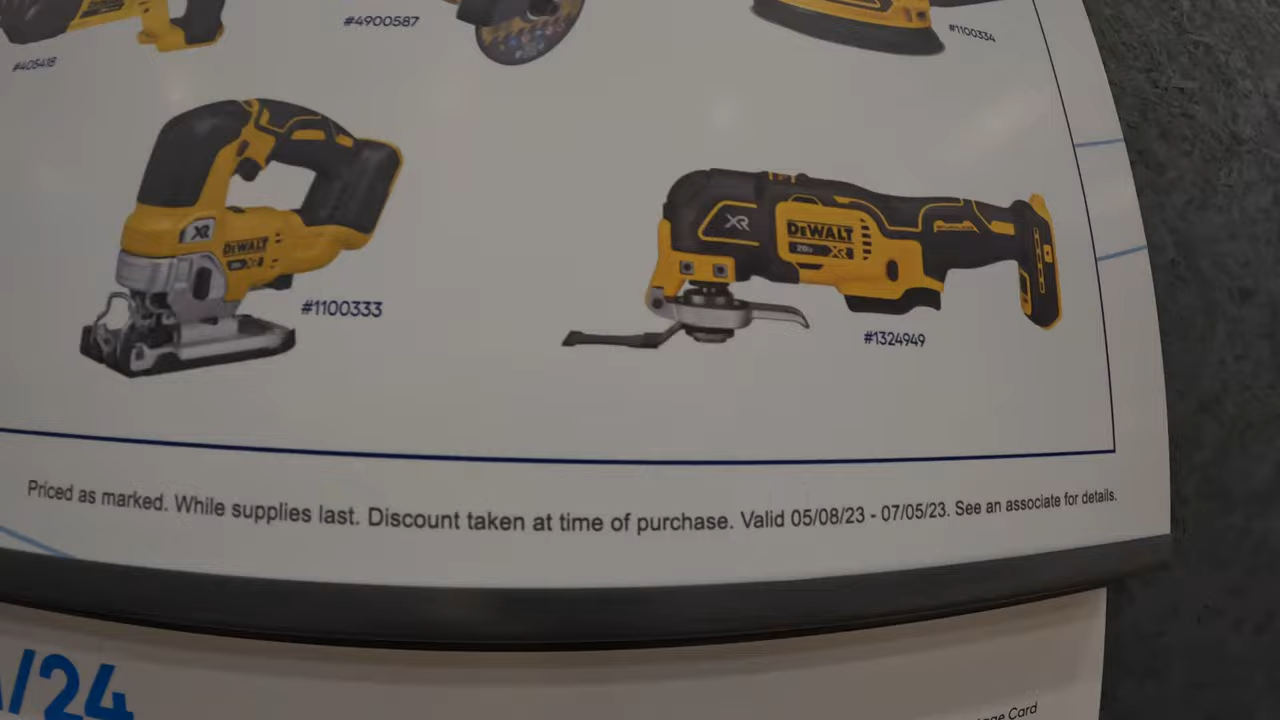 #4900587
#1100334
#405418
XR
DEWALT
XR
DEWALT
20V XR
#1100333
#1324949
Priced as marked. While supplies last. Discount taken at time of purchase. Valid 05/08/23 - 07/05/23. See an associate for details.
/24
Card